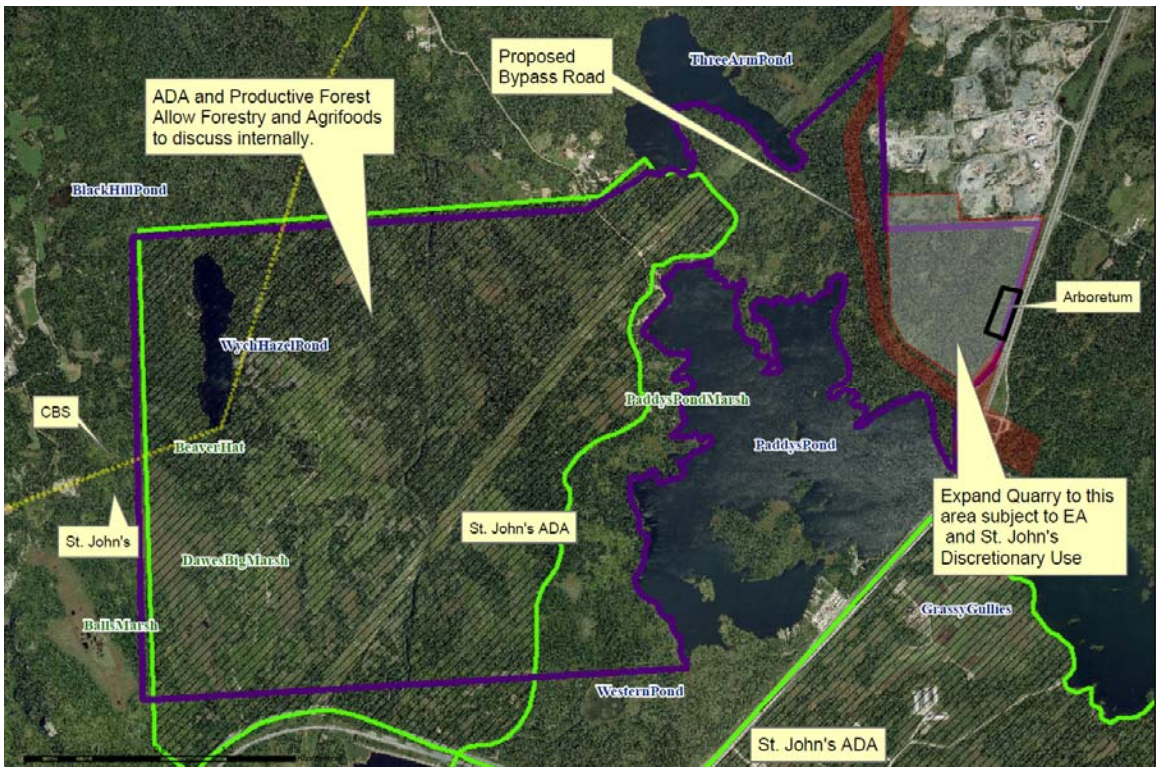 ThreeArmPond
Proposed
Bypass Road
ADA and Productive Forest
Allow Forestry and Agrifoods
to discuss internally.
BlackHillPond
Arboretum
WychHazelPond
PaddysPondMarsh
CBS
BeaverHat
PaddysPond
Expand Quarry to this
area subject to EA
and St. John's
Discretionary Use
St. John's
St. John's ADA
DawesBigMarsh
GrassyGullies
BallsMarsh
WesternPond
St. John's ADA